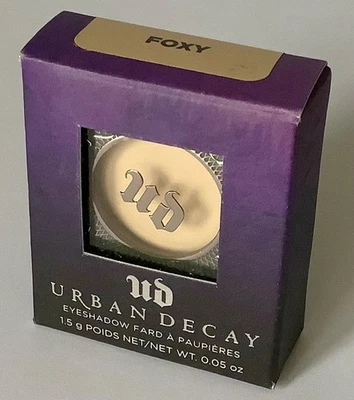 FOXY
ud
ud
URBAN DECAY
EYESHADOW FARD À PAUPIÈRES
1.5 g POIDS NET/NET WT. 0.05 oz